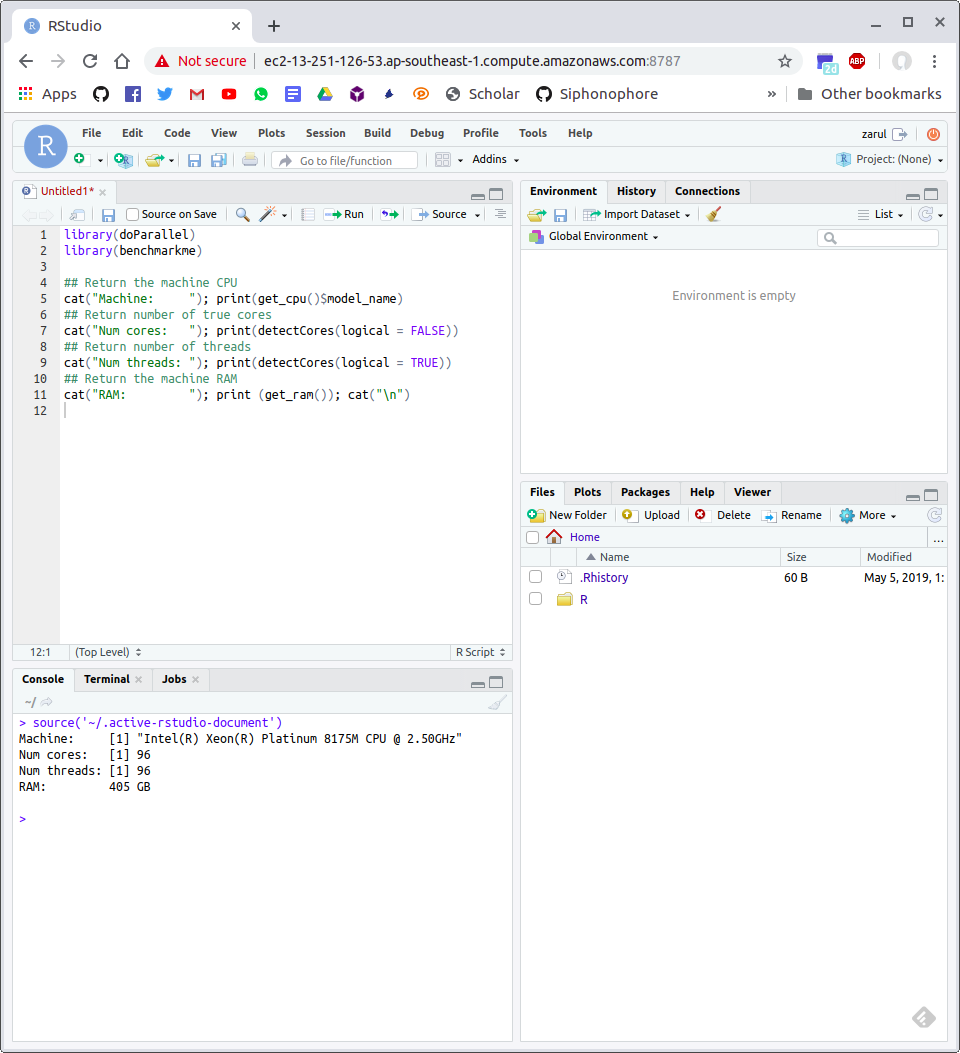 RStudio
Not secure | ec2-13-251-126-53.ap-southeast-1.compute.amazonaws.com:8787
2d
ABP
Apps
Scholar
Siphonophore
»
Other bookmarks
R
File Edit Code View Plots Session Build Debug Profile Tools Help
zarul
Go to file/function
Addins
Project: (None)
Untitled1*
Source on Save
Run
Source
1 library(doParallel)
2 library(benchmarkme)
3
4 ## Return the machine CPU
5 cat("Machine:     "); print(get_cpu()$model_name)
6 ## Return number of true cores
7 cat("Num cores:   "); print(detectCores(logical = FALSE))
8 ## Return number of threads
9 cat("Num threads: "); print(detectCores(logical = TRUE))
10 ## Return the machine RAM
11 cat("RAM:         "); print (get_ram()); cat("\n")
12
12:1 (Top Level) R Script
Console Terminal Jobs
~/
> source('~/.active-rstudio-document')
Machine:     [1] "Intel(R) Xeon(R) Platinum 8175M CPU @ 2.50GHz"
Num cores:   [1] 96
Num threads: [1] 96
RAM:         405 GB
>
Environment History Connections
Import Dataset
List
Global Environment
Environment is empty
Files Plots Packages Help Viewer
New Folder Upload Delete Rename More
Home
...
Name Size Modified
.Rhistory 60 B May 5, 2019, 1:
R